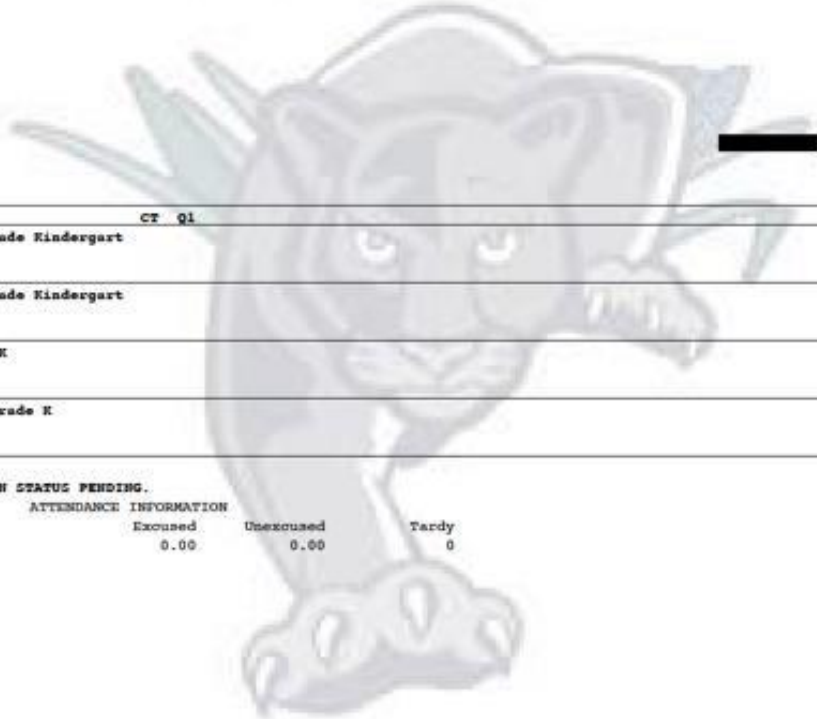 CT Q1
ade Kindergart
ade Kindergart
K
rade K
N STATUS PENDING.
ATTENDANCE INFORMATION
Excused Unexcused Tardy
0.00 0.00 0